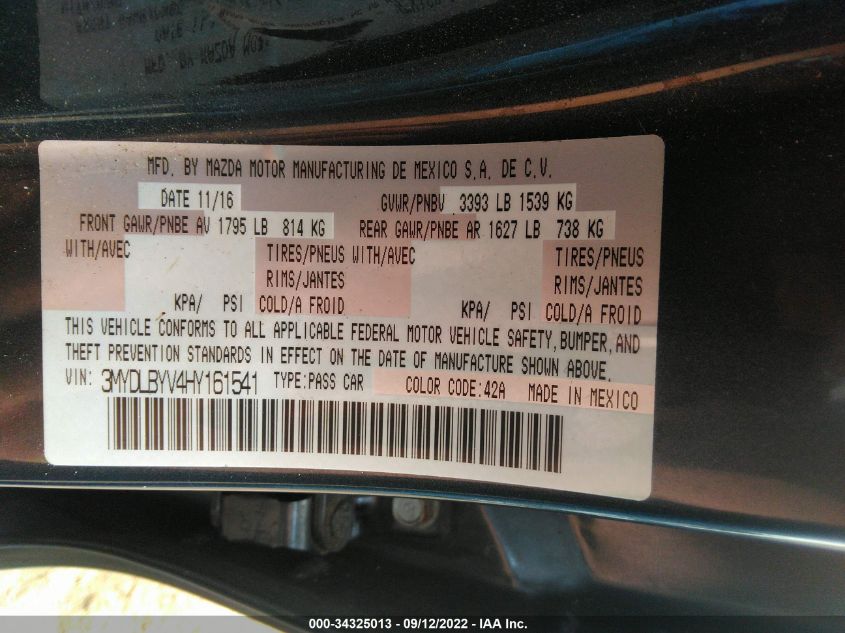 MFD. BY MAZDA MOTOR MANUFACTURING DE MEXICO S.A. DE C.V.
DATE 11/16 GVWR/PNBV 3393 LB 1539 KG
FRONT GAWR/PNBE AV 1795 LB 814 KG REAR GAWR/PNBE AR 1627 LB 738 KG
WITH/AVEC TIRES/PNEUS WITH/AVEC TIRES/PNEUS
RIMS/JANTES RIMS/JANTES
KPA/ PSI COLD/A FROID KPA/ PSI COLD/A FROID
THIS VEHICLE CONFORMS TO ALL APPLICABLE FEDERAL MOTOR VEHICLE SAFETY, BUMPER, AND
THEFT PREVENTION STANDARDS IN EFFECT ON THE DATE OF MANUFACTURE SHOWN ABOVE.
VIN: 3MYDLBYV4HY161541 TYPE:PASS CAR COLOR CODE:42A MADE IN MEXICO
000-34325013 - 09/12/2022 - IAA Inc.